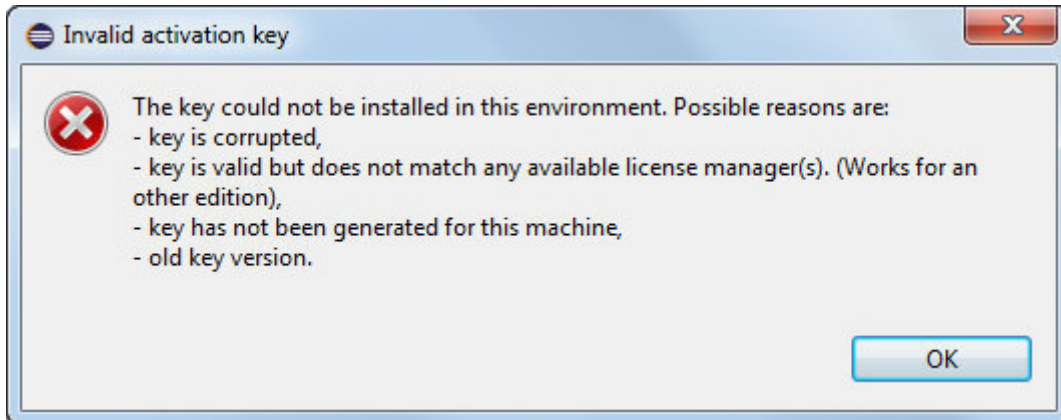 Invalid activation key
The key could not be installed in this environment. Possible reasons are:
- key is corrupted,
- key is valid but does not match any available license manager(s). (Works for an
other edition),
- key has not been generated for this machine,
- old key version.
OK